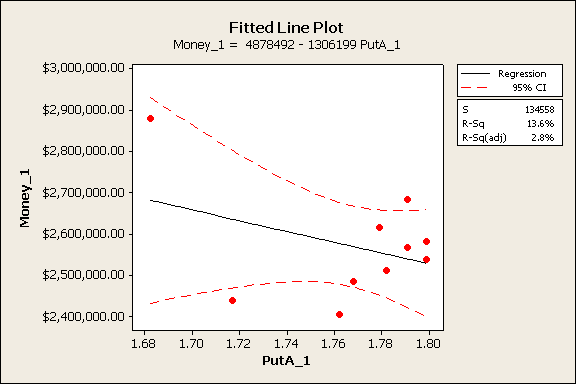 Fitted Line Plot
Money_1 = 4878492 - 1306199 PutA_1
Regression
95% CI
S 134558
R-Sq 13.6%
R-Sq(adj) 2.8%
$3,000,000.00
$2,900,000.00
$2,800,000.00
$2,700,000.00
$2,600,000.00
$2,500,000.00
$2,400,000.00
Money_1
1.68 1.70 1.72 1.74 1.76 1.78 1.80
PutA_1